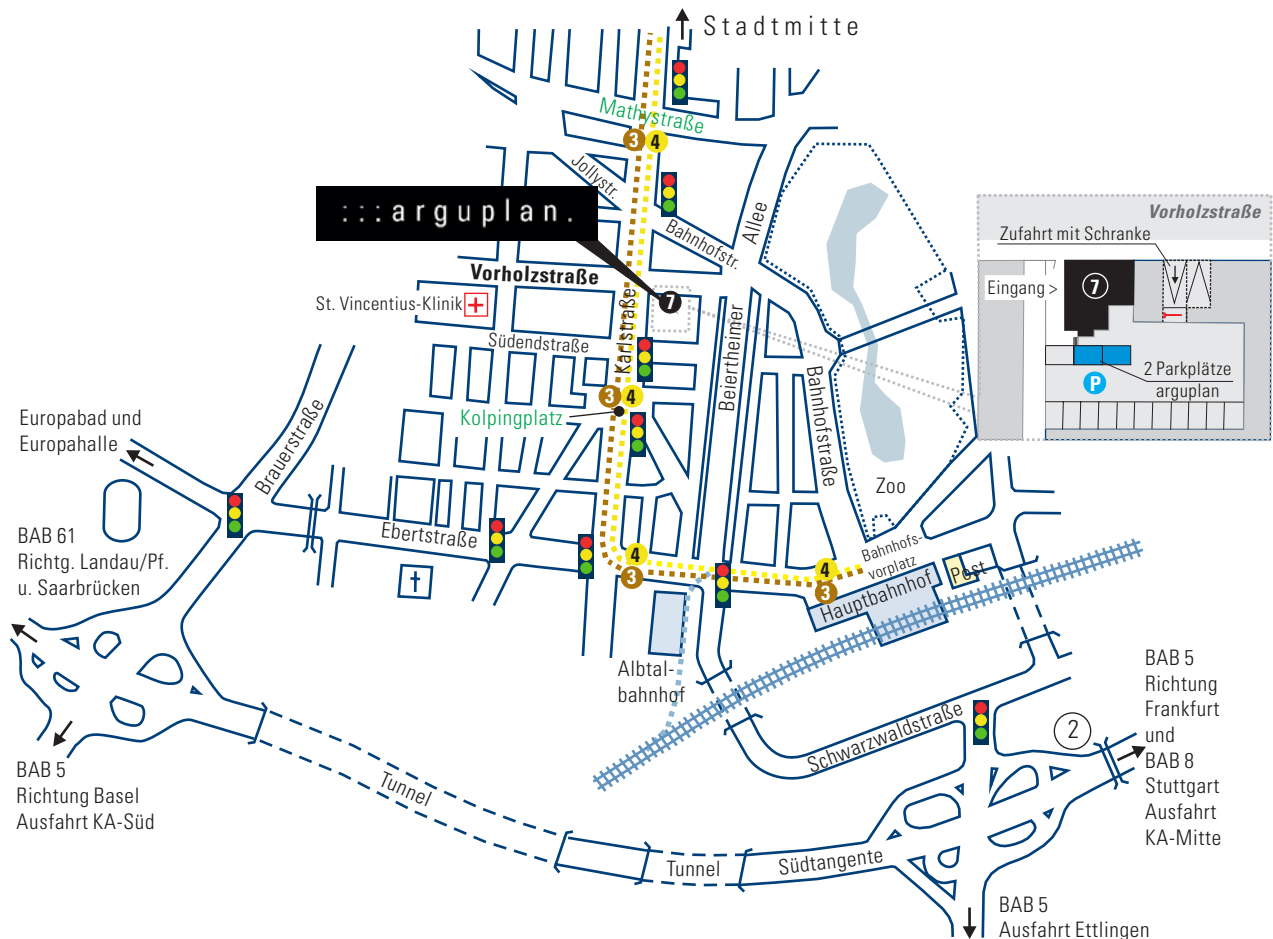 Stadtmitte
Mathystraße
3 4
Jollystr.
:::arguplan.
Bahnhofstr.
Allee
Vorholzstraße
St. Vincentius-Klinik
7
Karlstraße
Südendstraße
Beiertheimer
Bahnhofstraße
3 4
Kolpingplatz
Vorholzstraße
Zufahrt mit Schranke
Eingang >
7
P
2 Parkplätze
arguplan
Europabad und
Europahalle
Brauerstraße
Zoo
BAB 61
Richtg. Landau/Pf.
u. Saarbrücken
Ebertstraße
4
3
4
3
Bahnhofs-
vorplatz
Hauptbahnhof
Post
Albtal-
bahnhof
BAB 5
Richtung
Frankfurt
und
BAB 8
Stuttgart
Ausfahrt
KA-Mitte
Schwarzwaldstraße
2
BAB 5
Richtung Basel
Ausfahrt KA-Süd
Tunnel
Tunnel
Südtangente
BAB 5
Ausfahrt Ettlingen